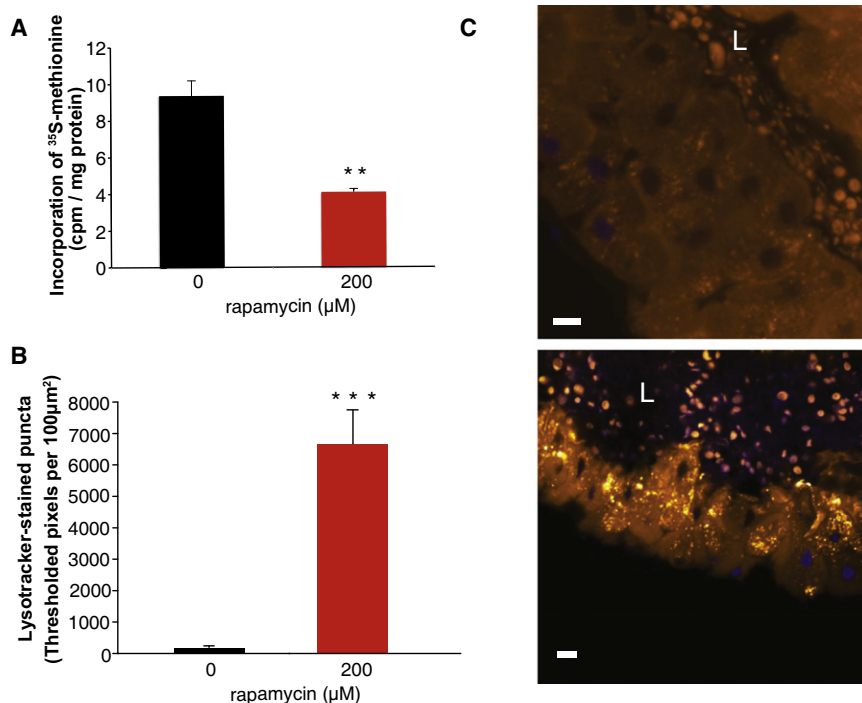 A
Incorporation of ³⁵S-methionine
(cpm / mg protein)
12
10
8
6
4
2
0
**
0
200
rapamycin (µM)
B
Lysotracker-stained puncta
(Thresholded pixels per 100µm²)
8000
7000
6000
5000
4000
3000
2000
1000
0
***
0
200
rapamycin (µM)
C
L
L